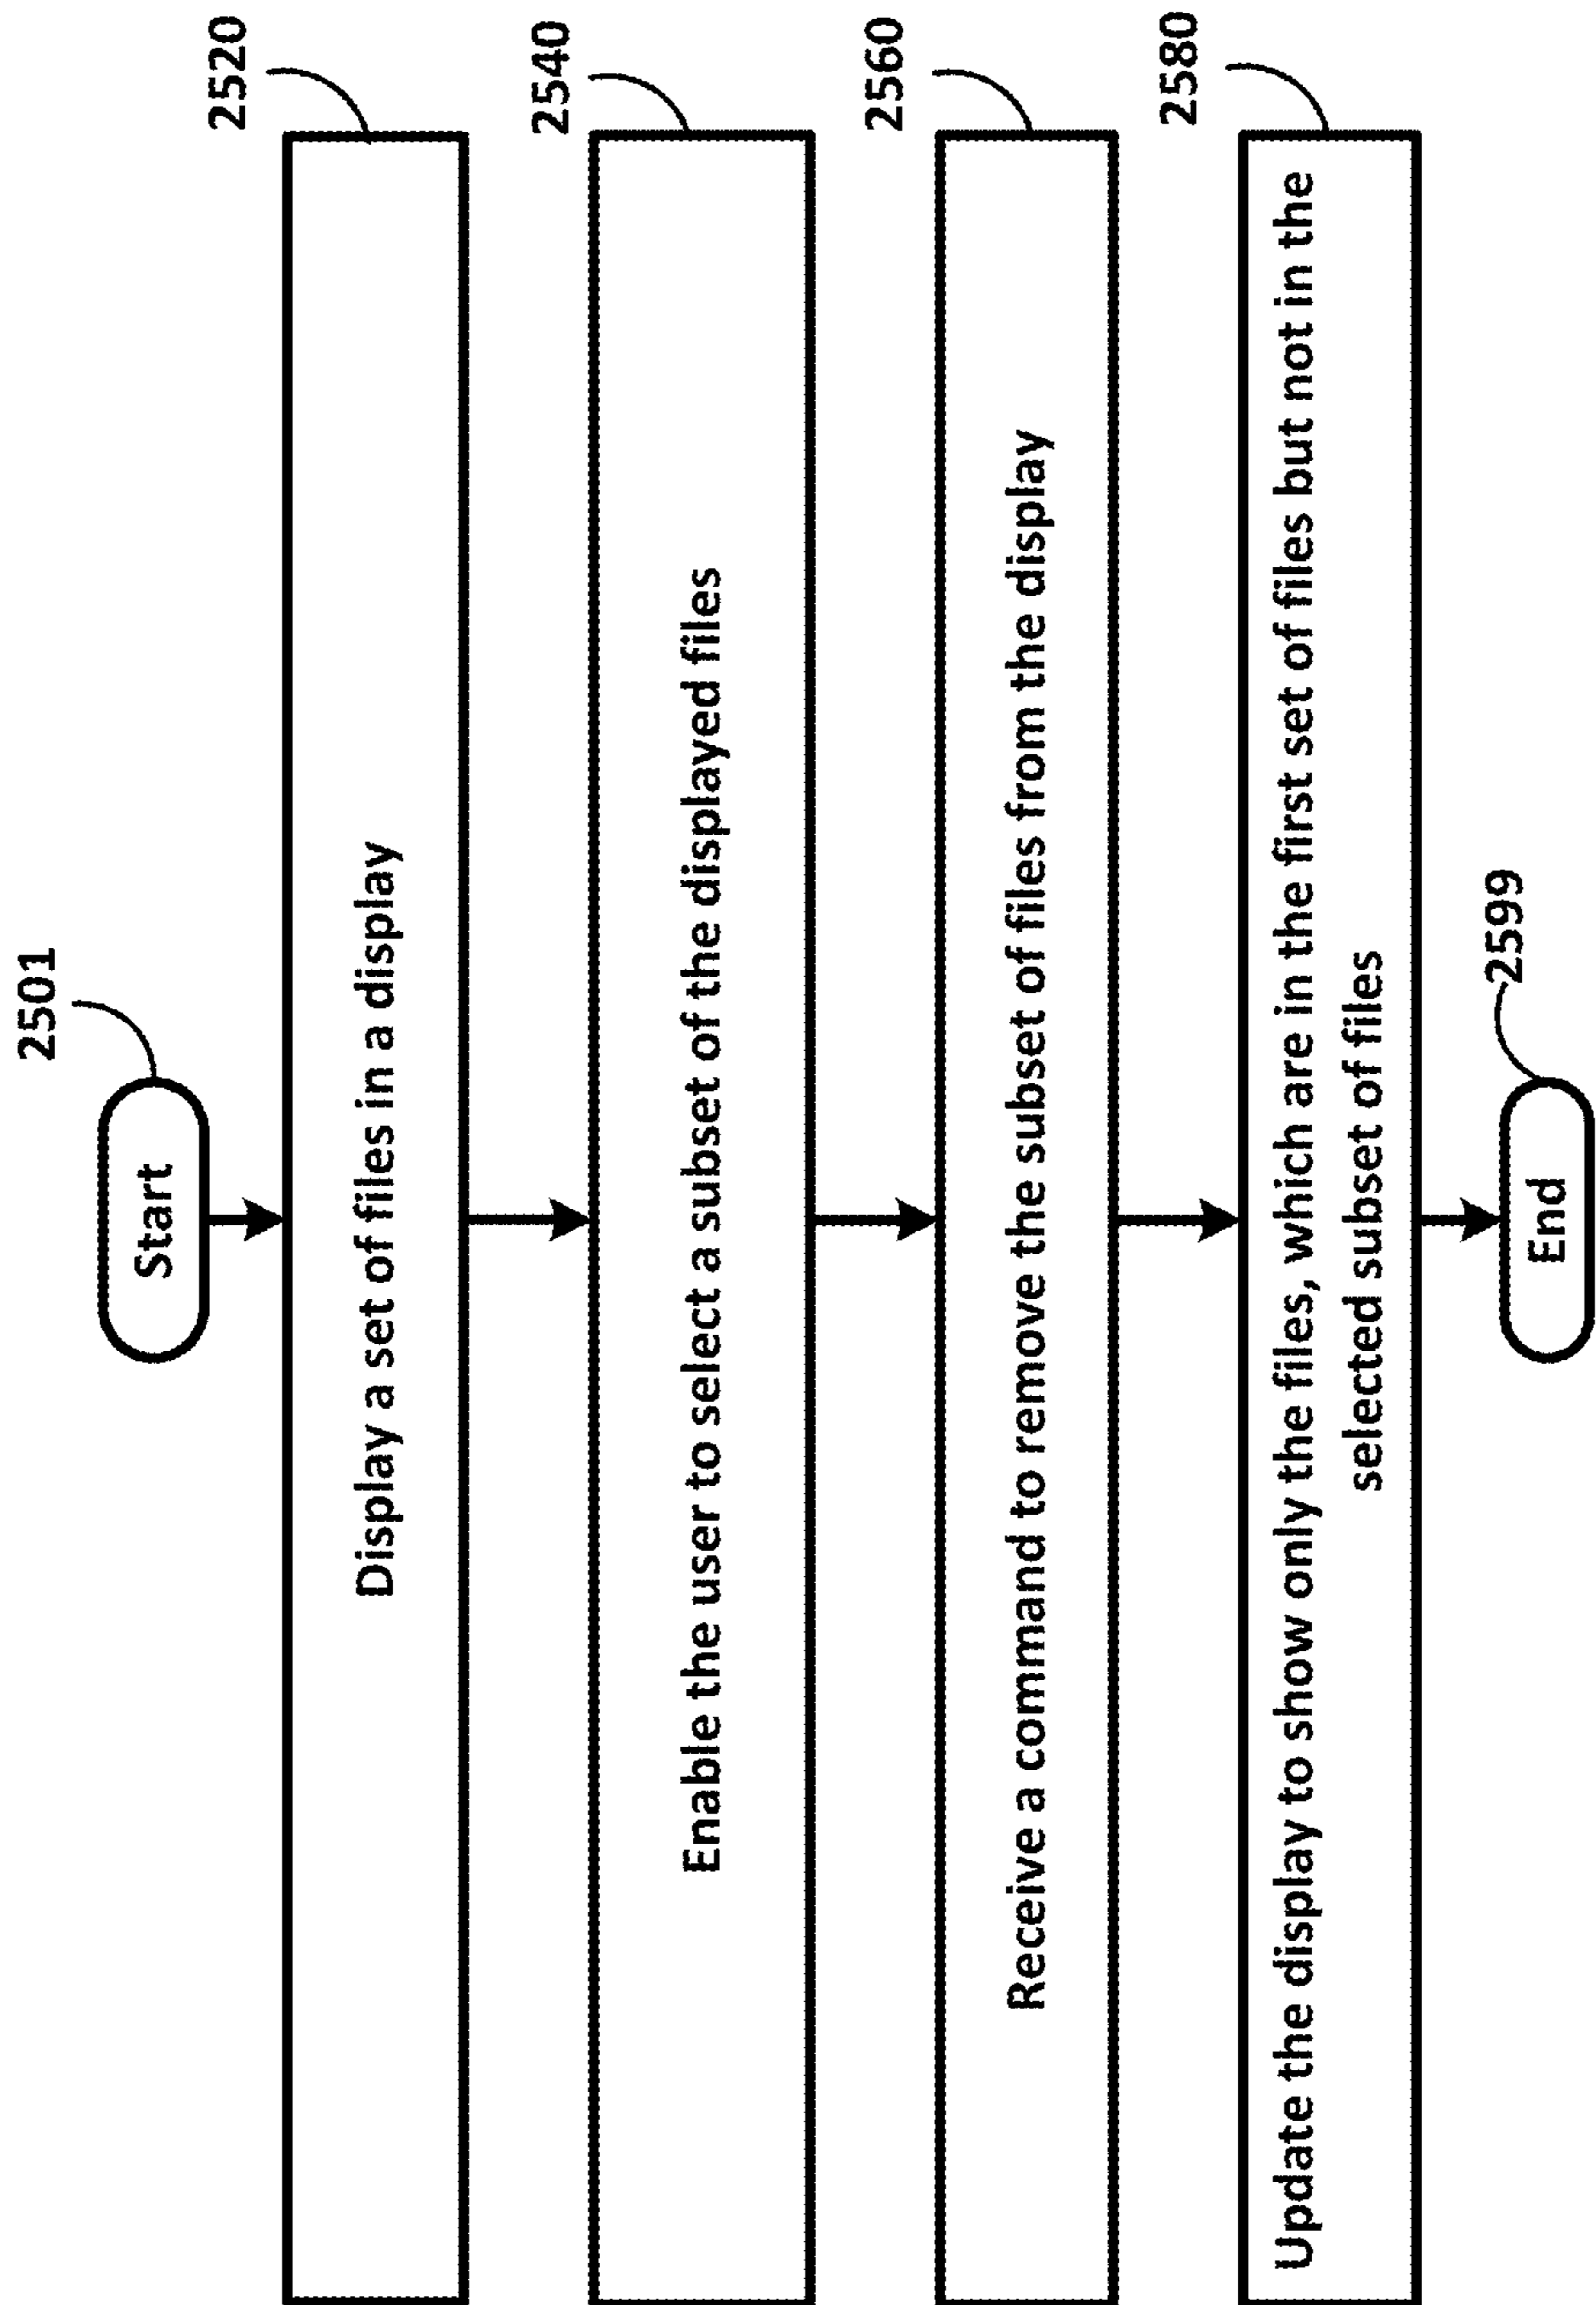 2501
Start
2520
Display a set of files in a display
2540
Enable the user to select a subset of the displayed files
2560
Receive a command to remove the subset of files from the display
2580
Update the display to show only the files, which are in the first set of files but not in the
selected subset of files
2599
End